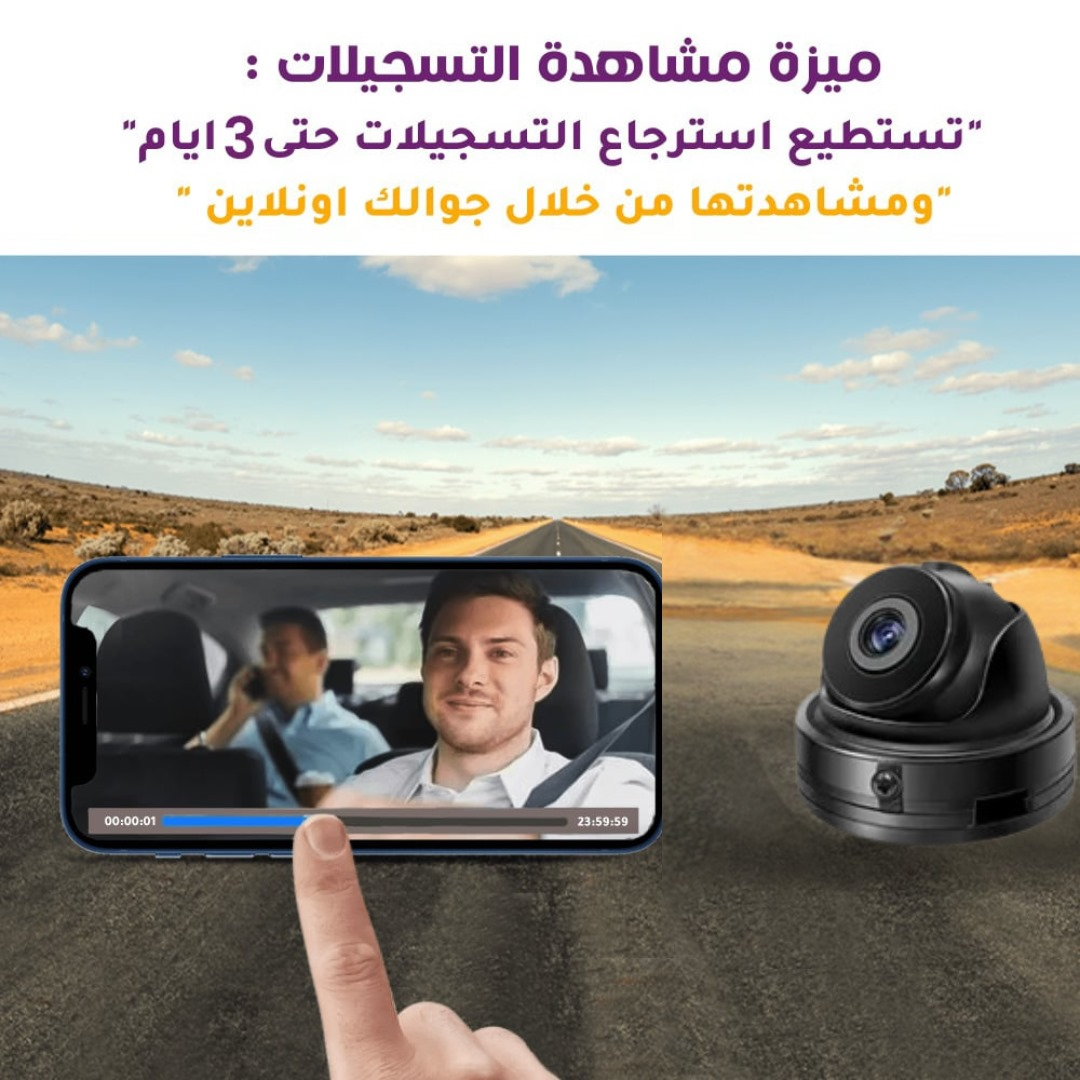 ميزة مشاهدة التسجيلات :
"تستطيع استرجاع التسجيلات حتى 3 ايام"
"ومشاهدتها من خلال جوالك اونلاين "
00:00:01 23:59:59